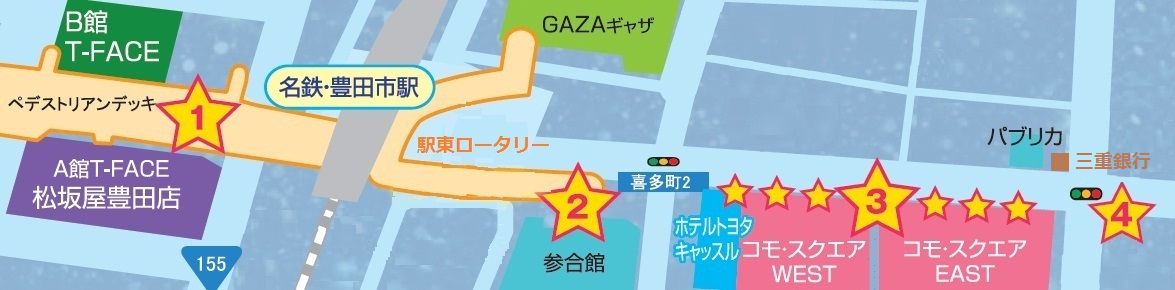 B館
T-FACE
GAZAギャザ
名鉄・豊田市駅
ペデストリアンデッキ
1
駅東ロータリー
パブリカ
三重銀行
A館T-FACE
松坂屋豊田店
喜多町2
2
3
4
ホテルトヨタ
キャッスル
コモ・スクエア
WEST
コモ・スクエア
EAST
参合館
155